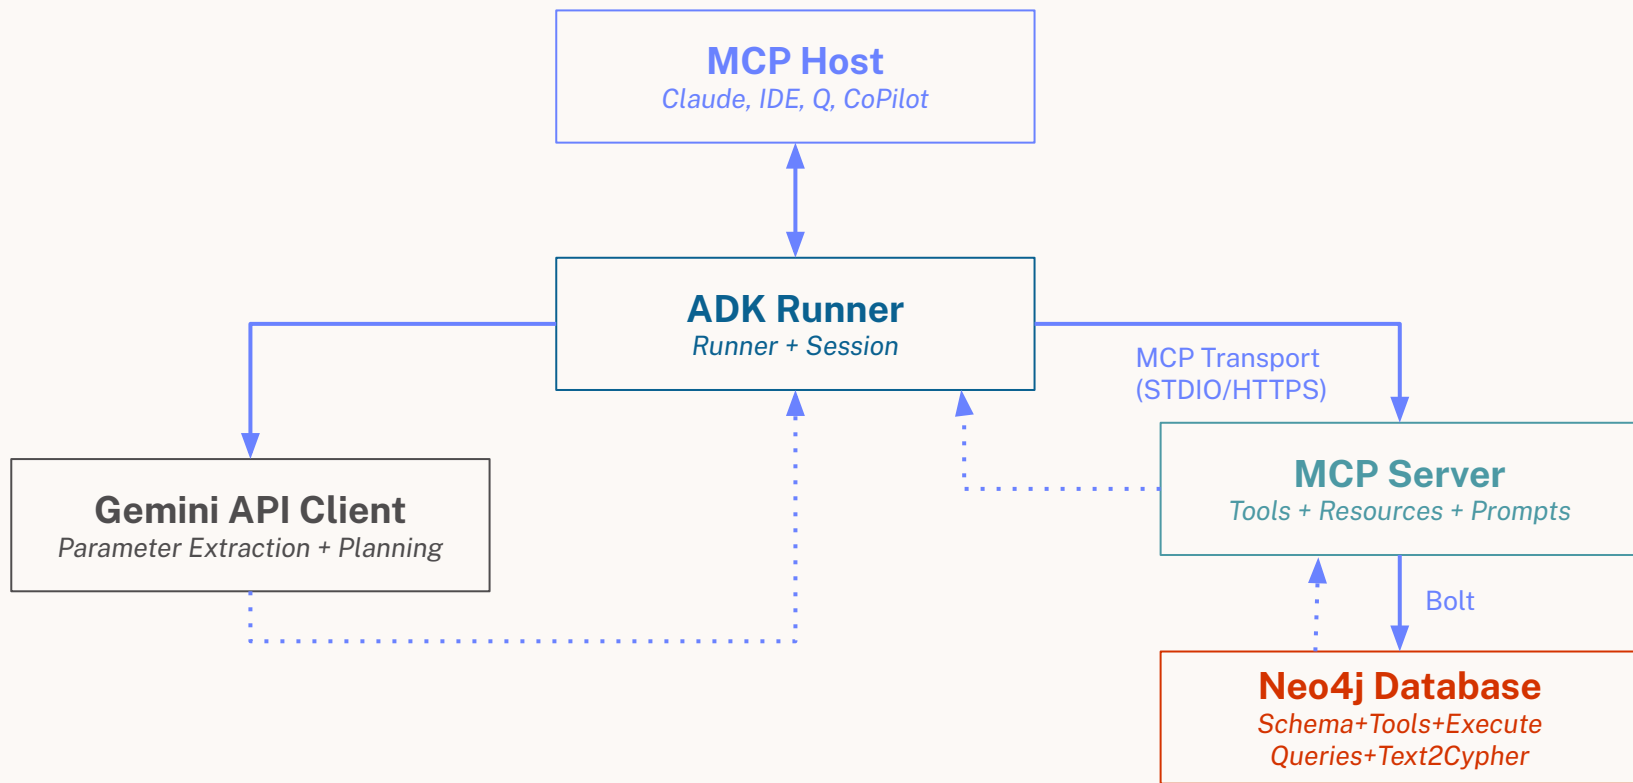 MCP Host
Claude, IDE, Q, CoPilot
ADK Runner
Runner + Session
MCP Transport
(STDIO/HTTPS)
MCP Server
Tools + Resources + Prompts
Gemini API Client
Parameter Extraction + Planning
Bolt
Neo4j Database
Schema+Tools+Execute
Queries+Text2Cypher